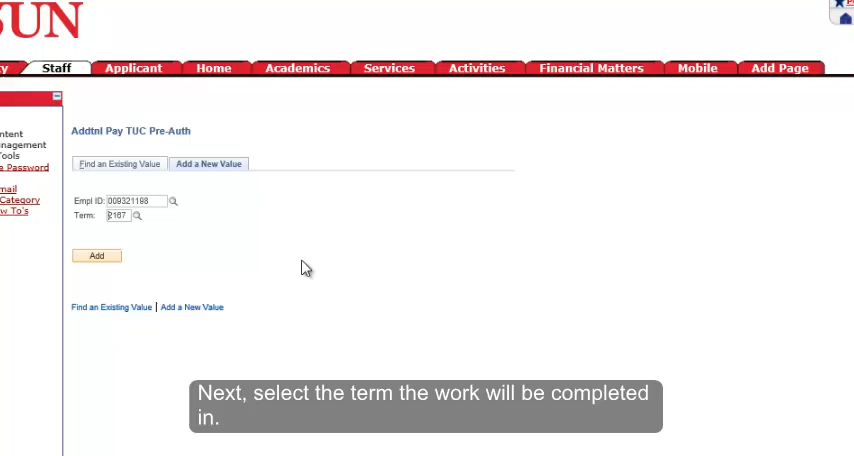 SUN
Staff
Applicant
Home
Academics
Services
Activities
Financial Matters
Mobile
Add Page
ntent
nagement
ools
e Password
mail
Category
w To's
Addtnl Pay TUC Pre-Auth
Find an Existing Value
Add a New Value
Empl ID: 009321198
Term: 2167
Add
Find an Existing Value | Add a New Value
Next, select the term the work will be completed
in.